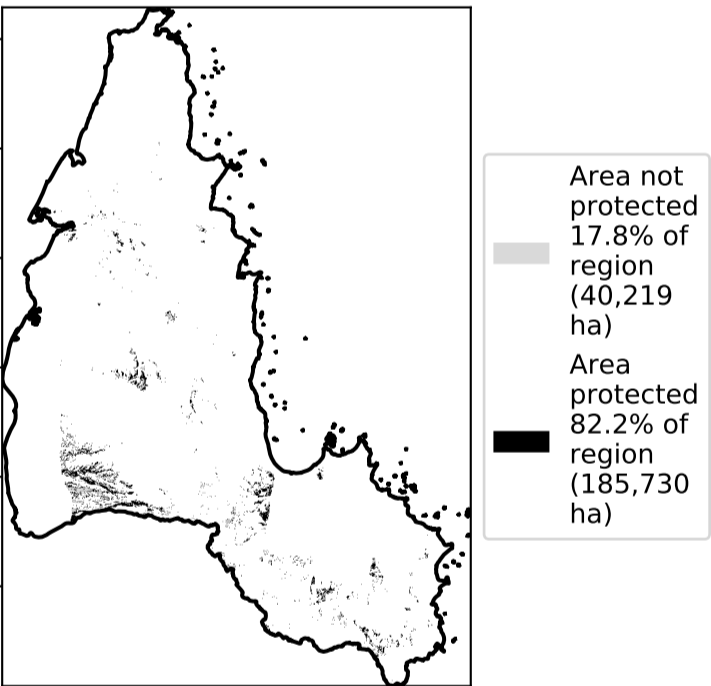 Area not
protected
17.8% of
region
(40,219
ha)
Area
protected
82.2% of
region
(185,730
ha)